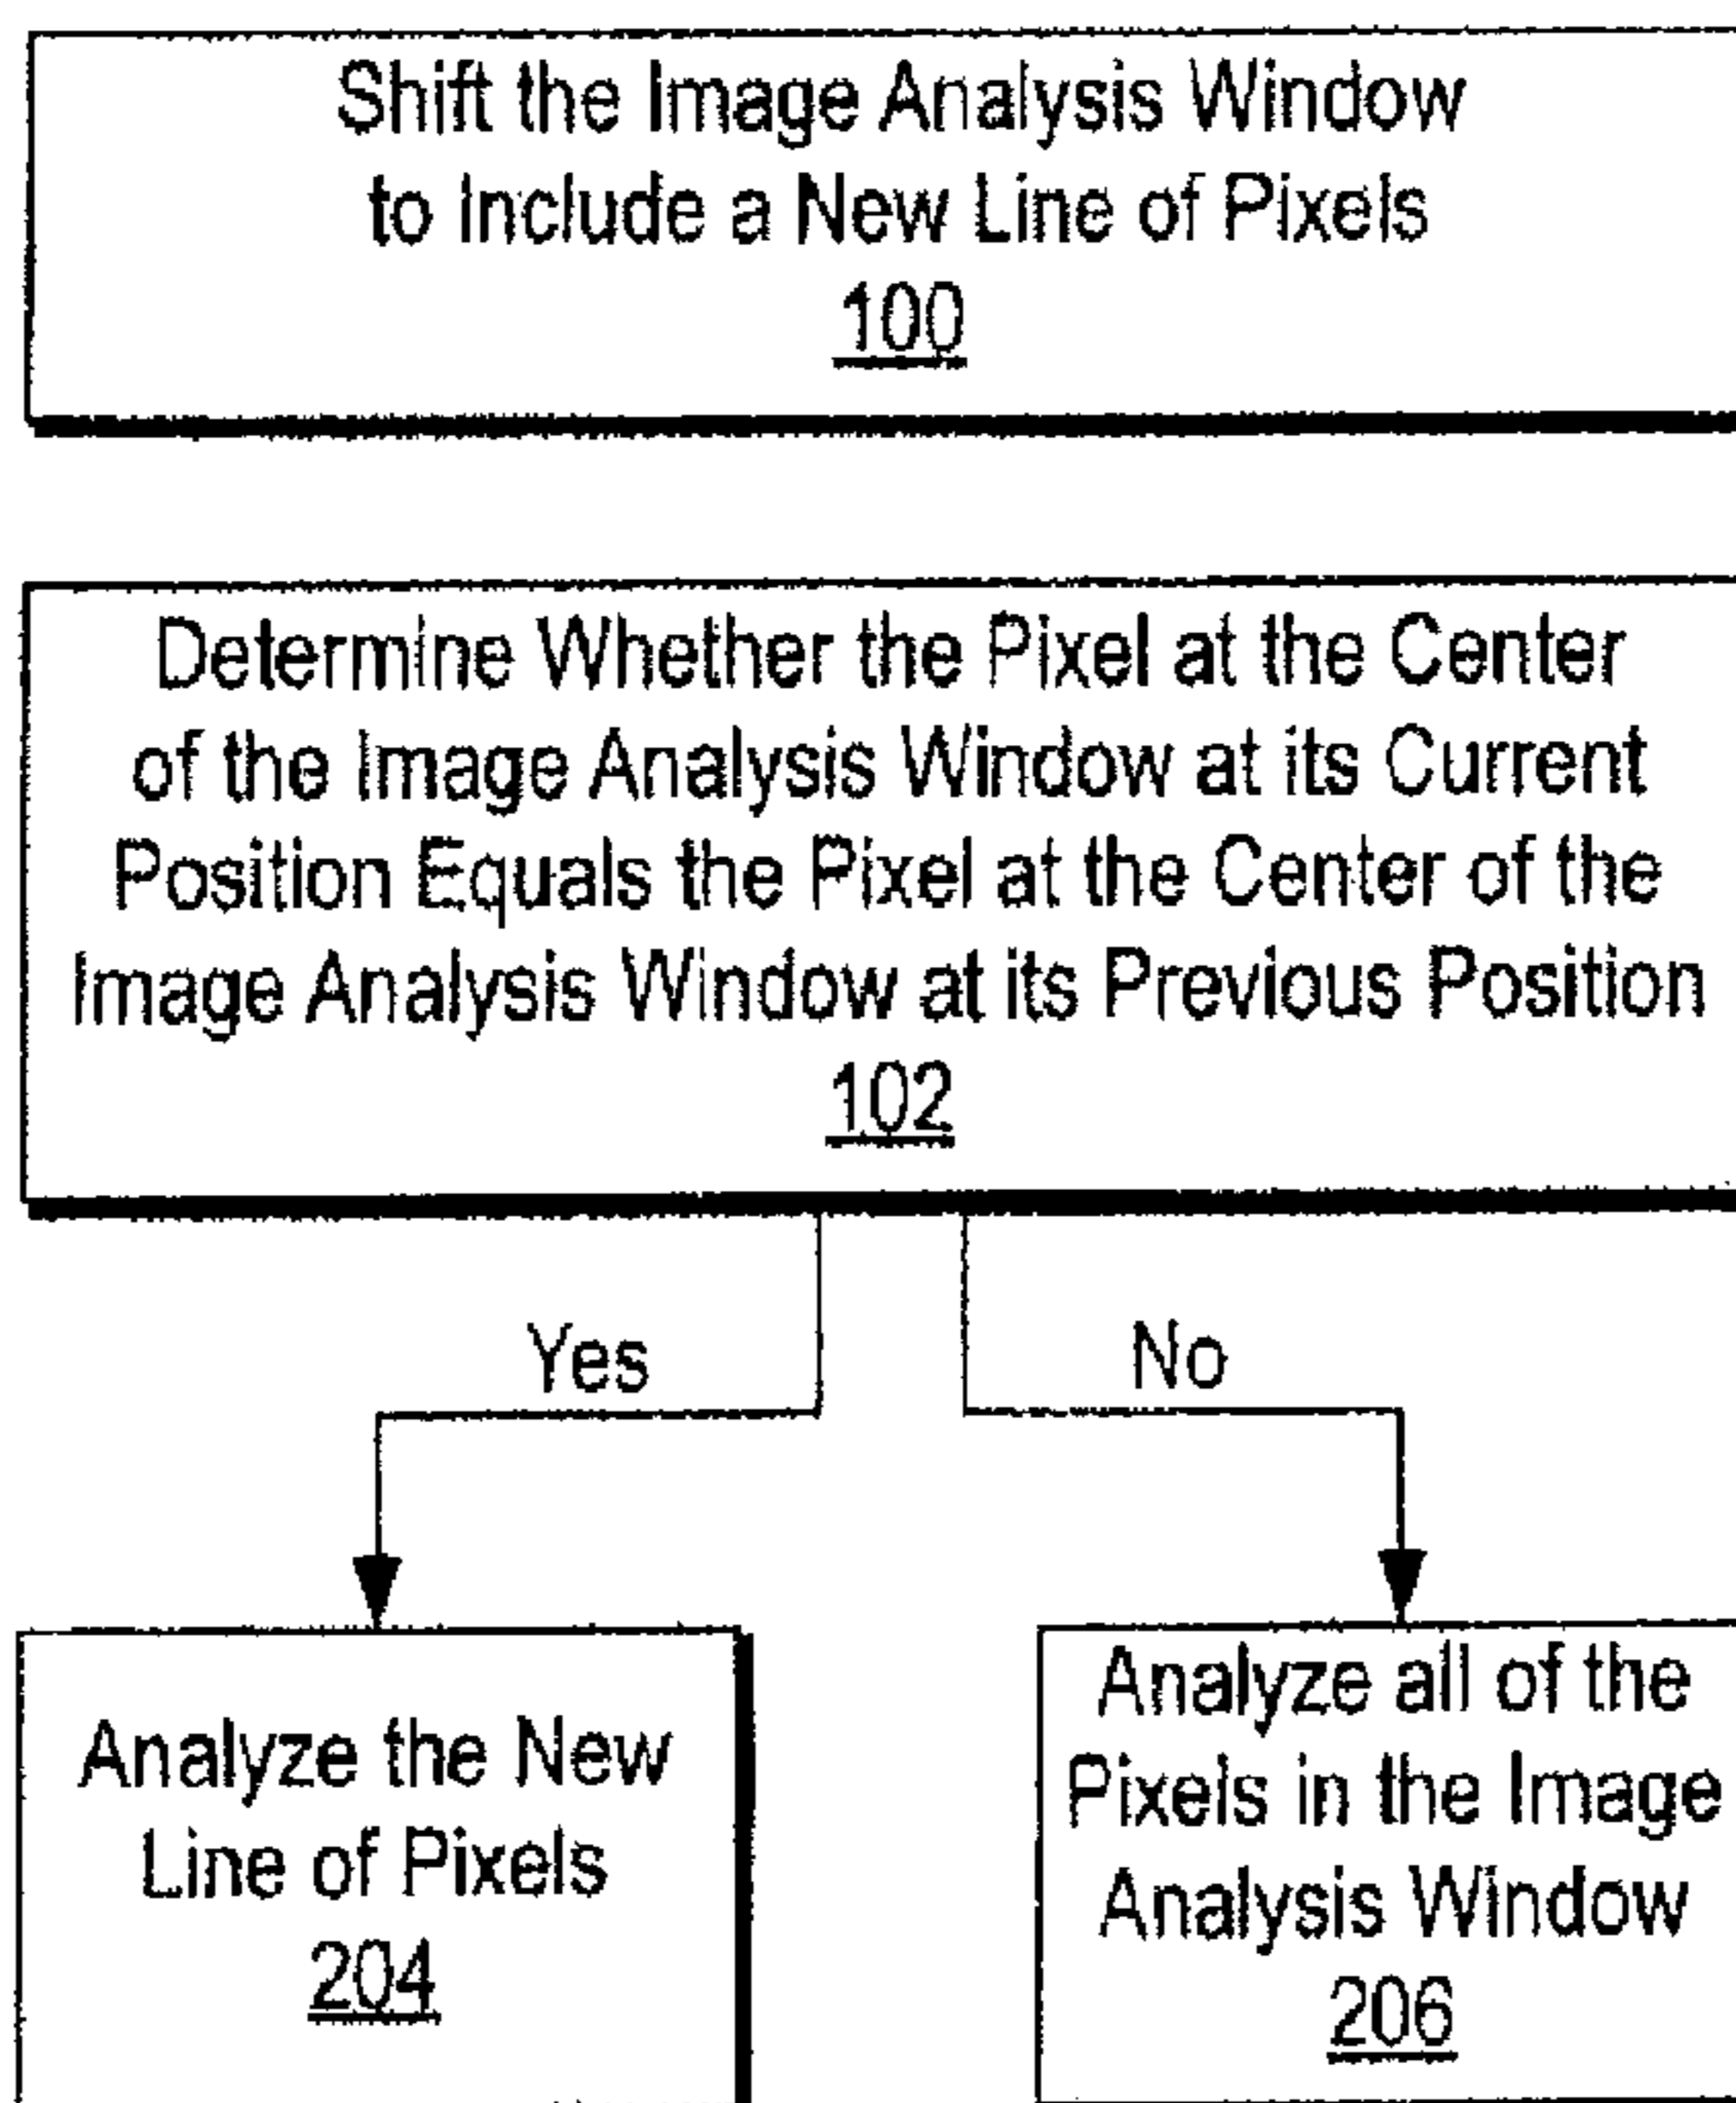 Shift the Image Analysis Window
to Include a New Line of Pixels
100
Determine Whether the Pixel at the Center
of the Image Analysis Window at its Current
Position Equals the Pixel at the Center of the
Image Analysis Window at its Previous Position
102
Yes
No
Analyze the New
Line of Pixels
204
Analyze all of the
Pixels in the Image
Analysis Window
206